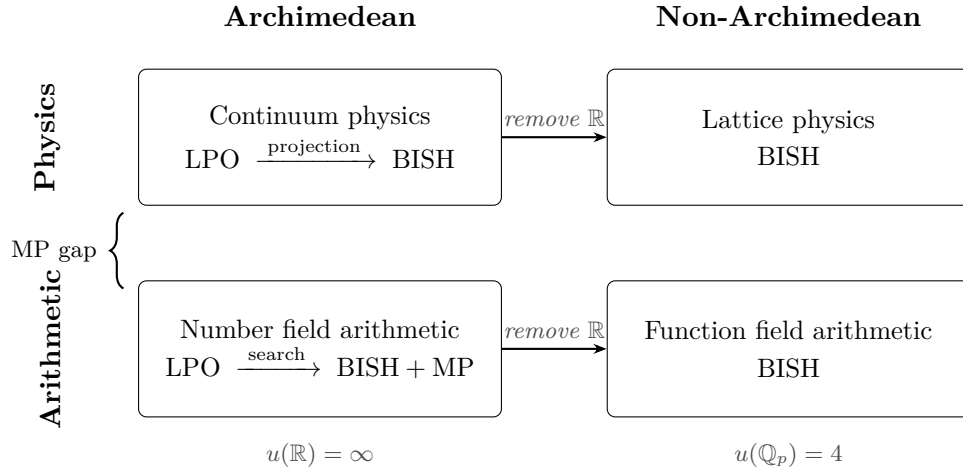 Archimedean
Non-Archimedean
Physics
Continuum physics
LPO projection⟶ BISH
remove ℝ
Lattice physics
BISH
MP gap
Arithmetic
Number field arithmetic
LPO search⟶ BISH + MP
remove ℝ
Function field arithmetic
BISH
u(ℝ) = ∞
u(ℚ_p) = 4